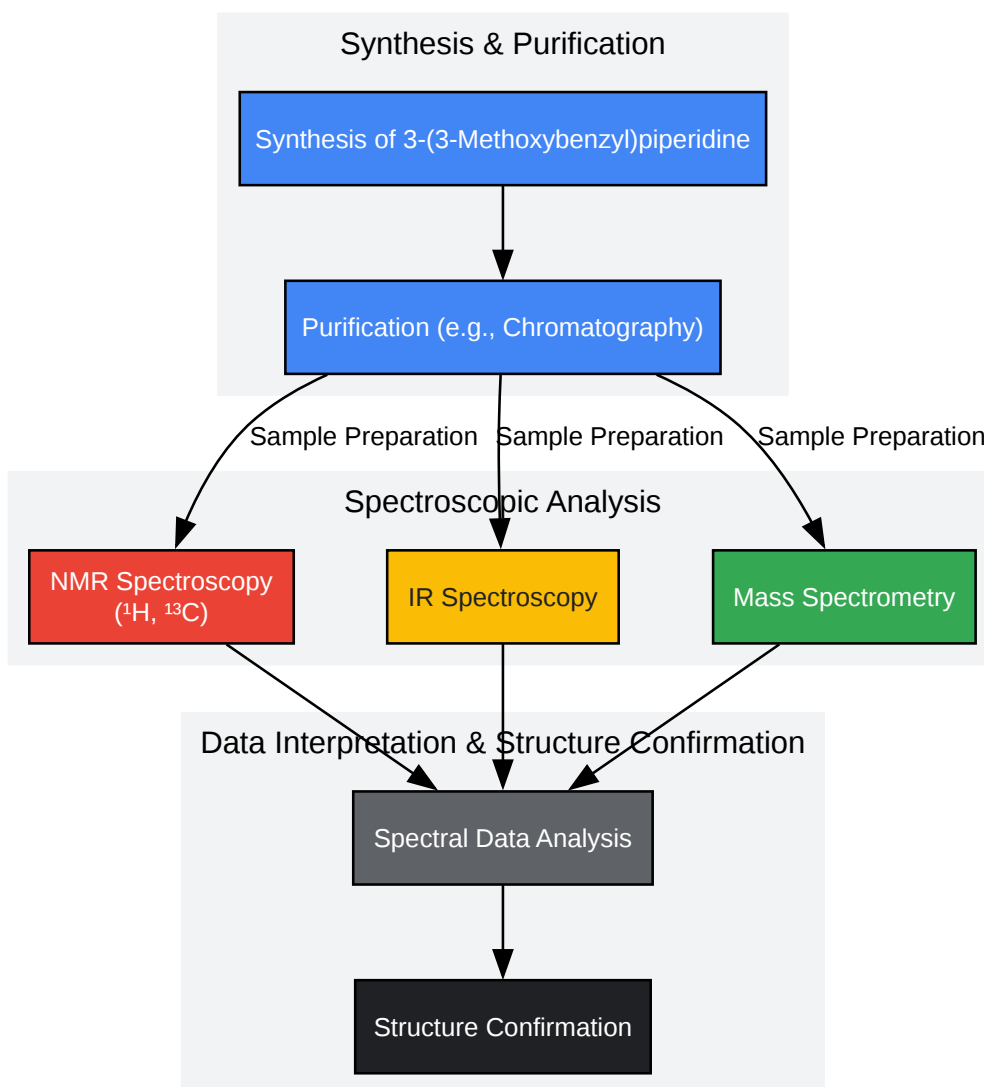 Synthesis & Purification
Synthesis of 3-(3-Methoxybenzyl)piperidine
Purification (e.g., Chromatography)
Sample Preparation
Sample Preparation
Sample Preparation
Spectroscopic Analysis
NMR Spectroscopy
(¹H, ¹³C)
IR Spectroscopy
Mass Spectrometry
Data Interpretation & Structure Confirmation
Spectral Data Analysis
Structure Confirmation